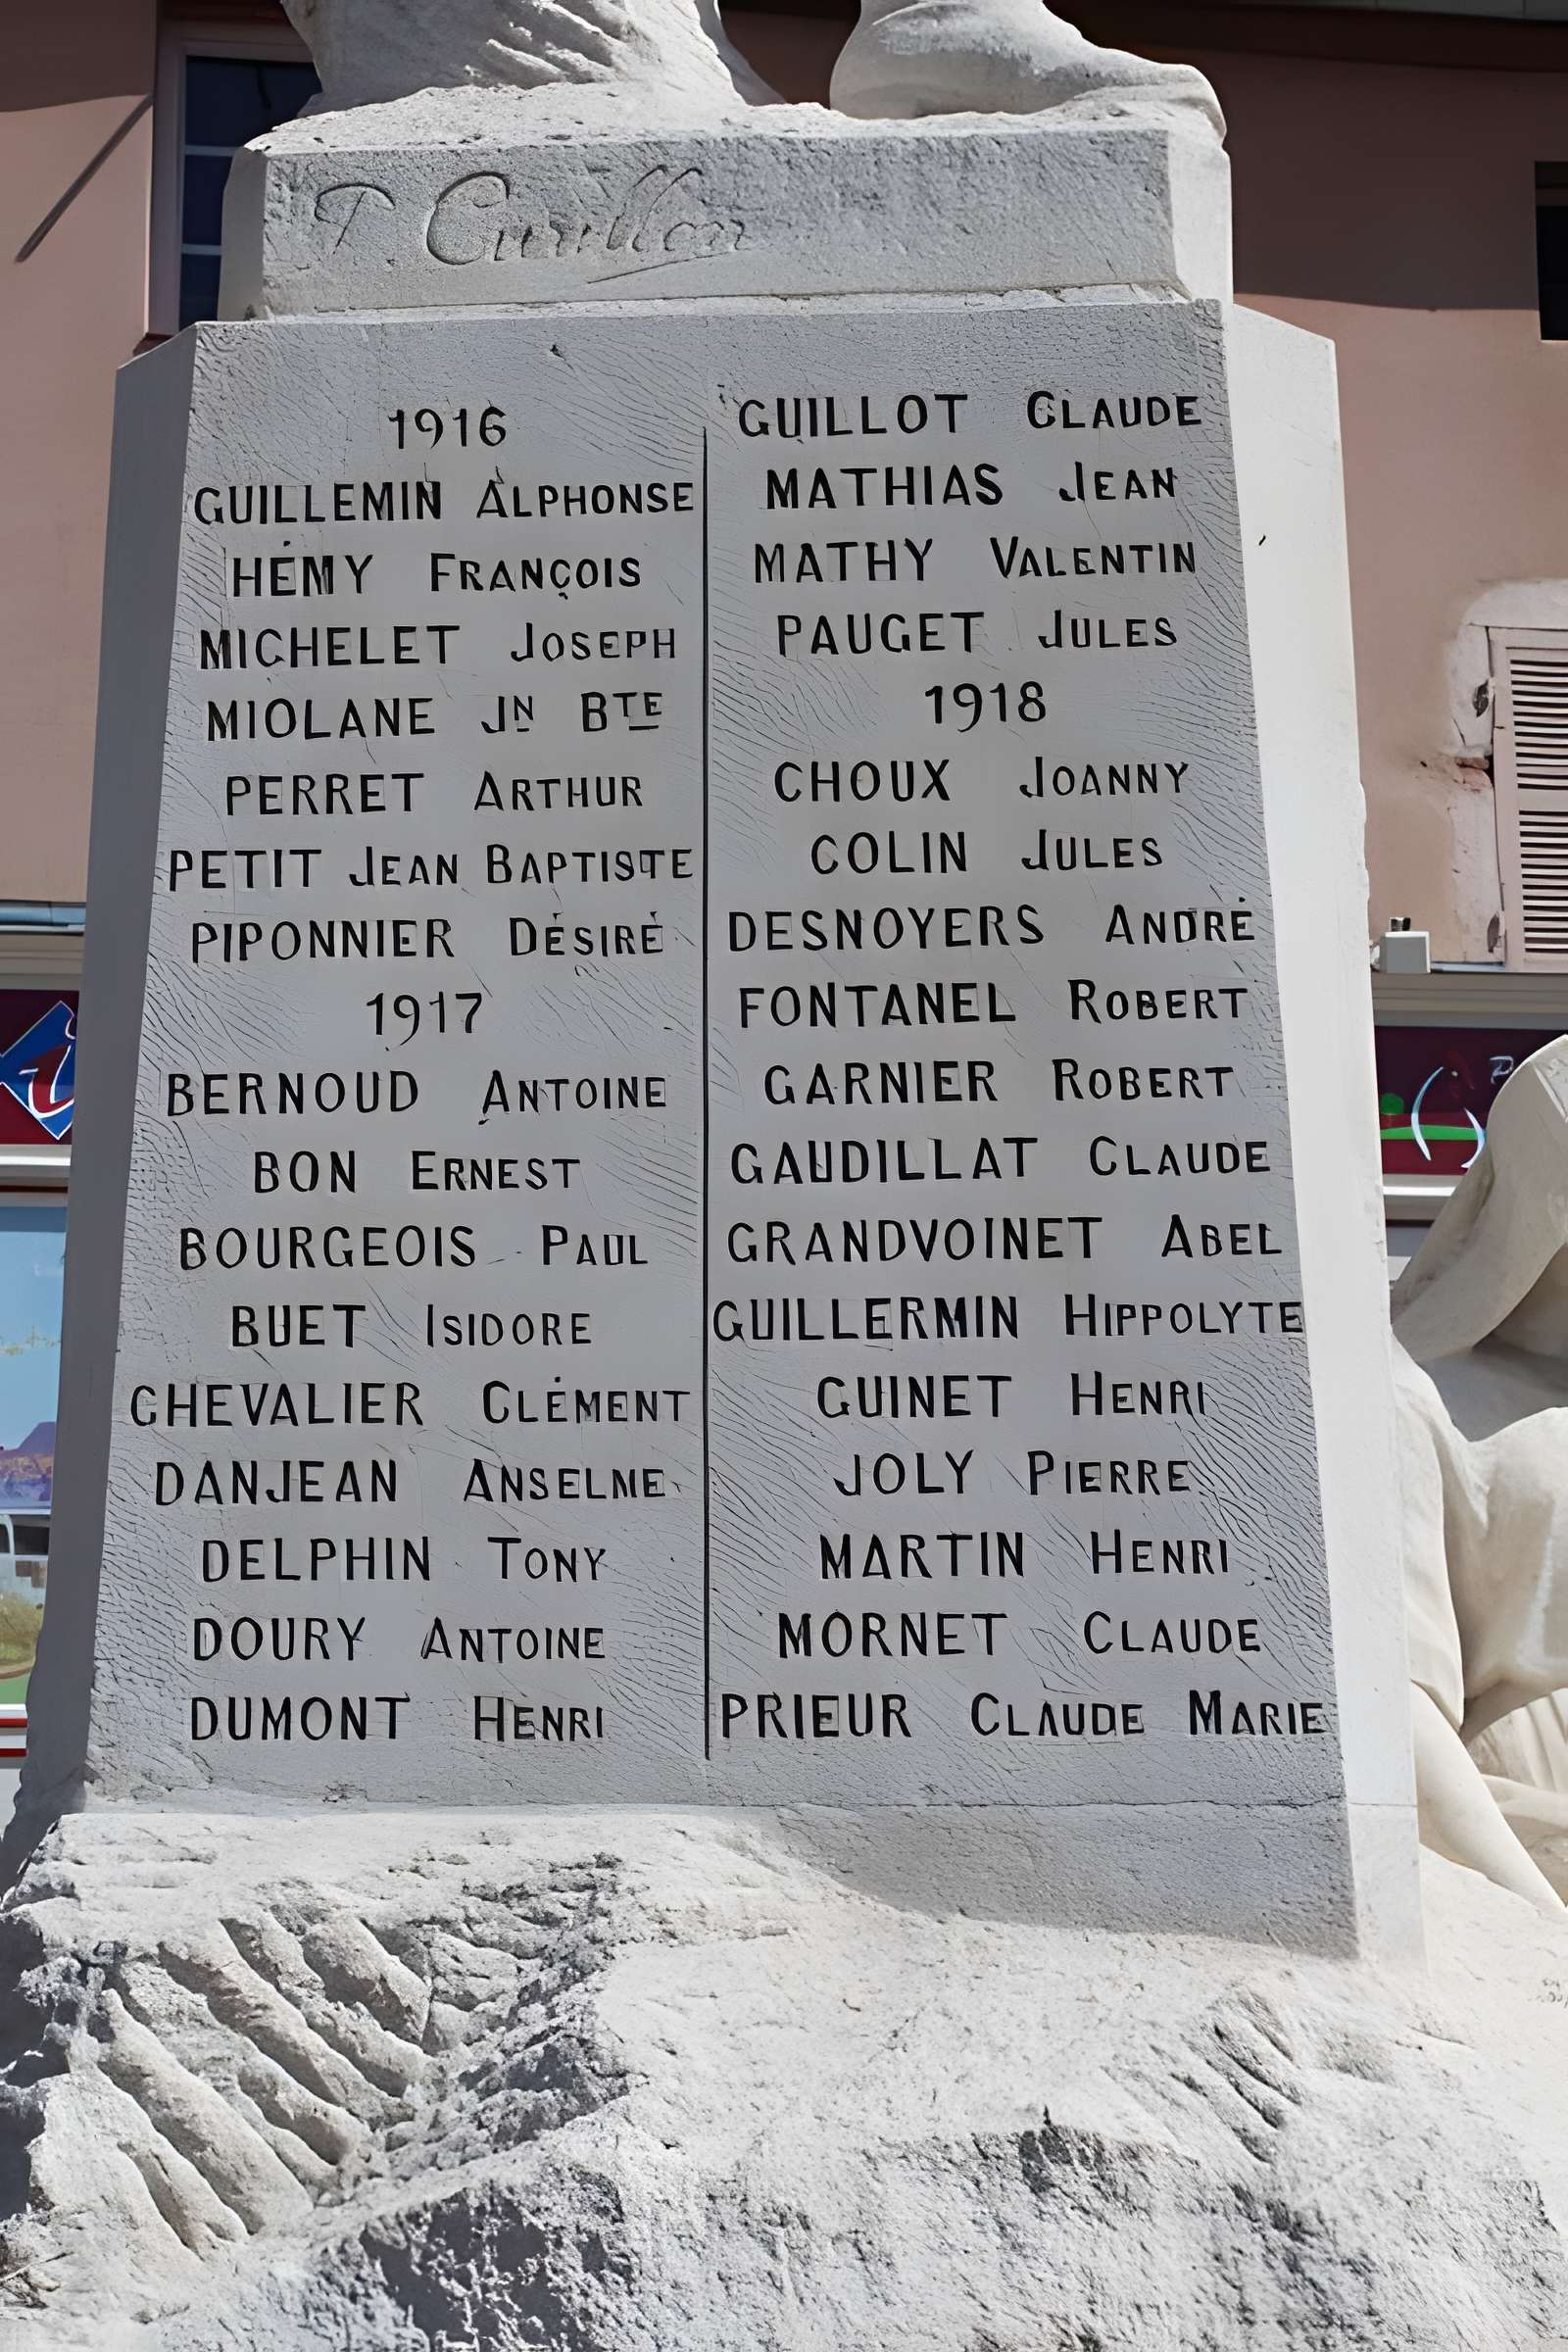 P. Curillon
1916
GUILLEMIN ALPHONSE
HÉMY FRANÇOIS
MICHELET JOSEPH
MIOLANE JN BTE
PERRET ARTHUR
PETIT JEAN BAPTISTE
PIPONNIER DÉSIRÉ
1917
BERNOUD ANTOINE
BON ERNEST
BOURGEOIS PAUL
BUET ISIDORE
CHEVALIER CLÉMENT
DANJEAN ANSELME
DELPHIN TONY
DOURY ANTOINE
DUMONT HENRI
GUILLOT CLAUDE
MATHIAS JEAN
MATHY VALENTIN
PAUGET JULES
1918
CHOUX JOANNY
COLIN JULES
DESNOYERS ANDRÉ
FONTANEL ROBERT
GARNIER ROBERT
GAUDILLAT CLAUDE
GRANDVOINET ABEL
GUILLERMIN HIPPOLYTE
GUINET HENRI
JOLY PIERRE
MARTIN HENRI
MORNET CLAUDE
PRIEUR CLAUDE MARIE